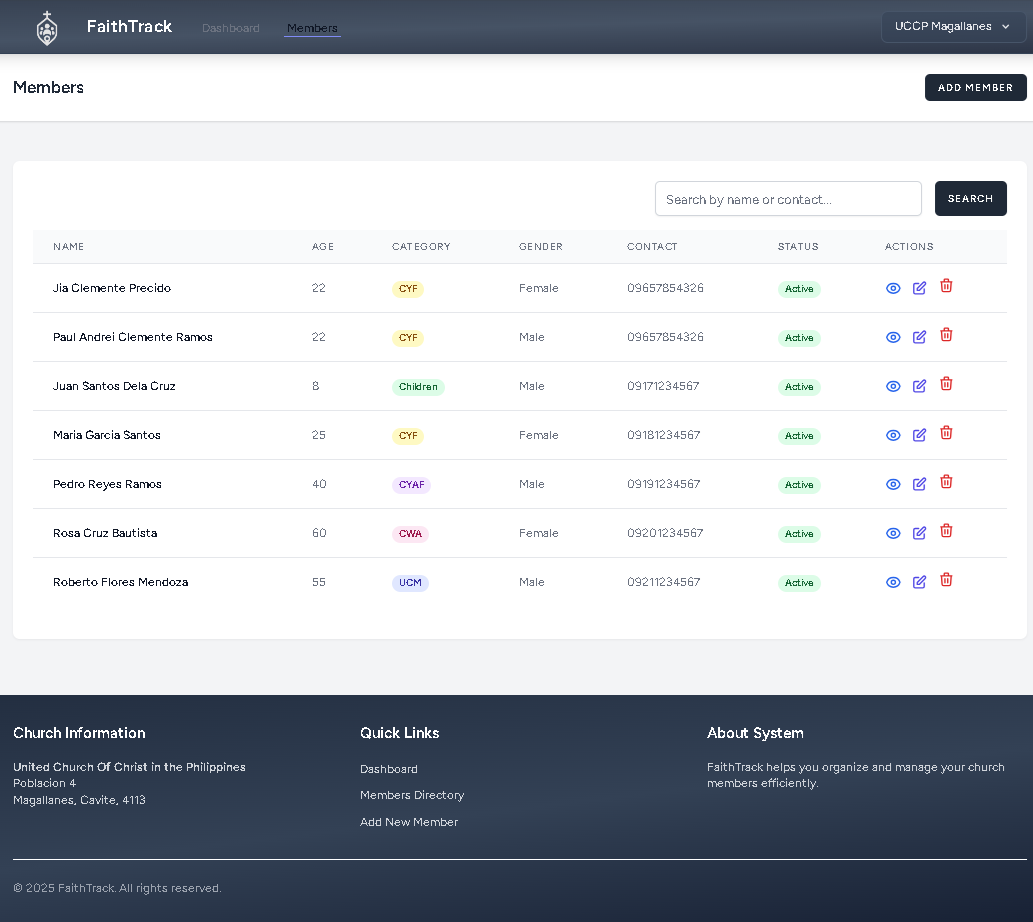 FaithTrack Dashboard Members UCCP Magallanes
Members ADD MEMBER
Search by name or contact... SEARCH
NAME AGE CATEGORY GENDER CONTACT STATUS ACTIONS
Jia Clemente Precido 22 CYF Female 09657854326 Active
Paul Andrei Clemente Ramos 22 CYF Male 09657854326 Active
Juan Santos Dela Cruz 8 Children Male 09171234567 Active
Maria Garcia Santos 25 CYF Female 09181234567 Active
Pedro Reyes Ramos 40 CYAF Male 09191234567 Active
Rosa Cruz Bautista 60 CWA Female 09201234567 Active
Roberto Flores Mendoza 55 UCM Male 09211234567 Active
Church Information
United Church Of Christ in the Philippines
Poblacion 4
Magallanes, Cavite, 4113
Quick Links
Dashboard
Members Directory
Add New Member
About System
FaithTrack helps you organize and manage your church
members efficiently.
© 2025 FaithTrack. All rights reserved.